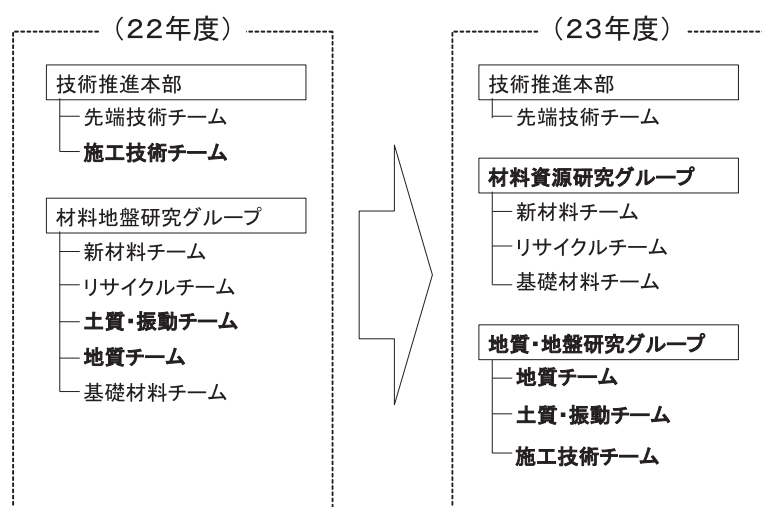 (22年度)
技術推進本部
先端技術チーム
施工技術チーム
材料地盤研究グループ
新材料チーム
リサイクルチーム
土質・振動チーム
地質チーム
基礎材料チーム
(23年度)
技術推進本部
先端技術チーム
材料資源研究グループ
新材料チーム
リサイクルチーム
基礎材料チーム
地質・地盤研究グループ
地質チーム
土質・振動チーム
施工技術チーム